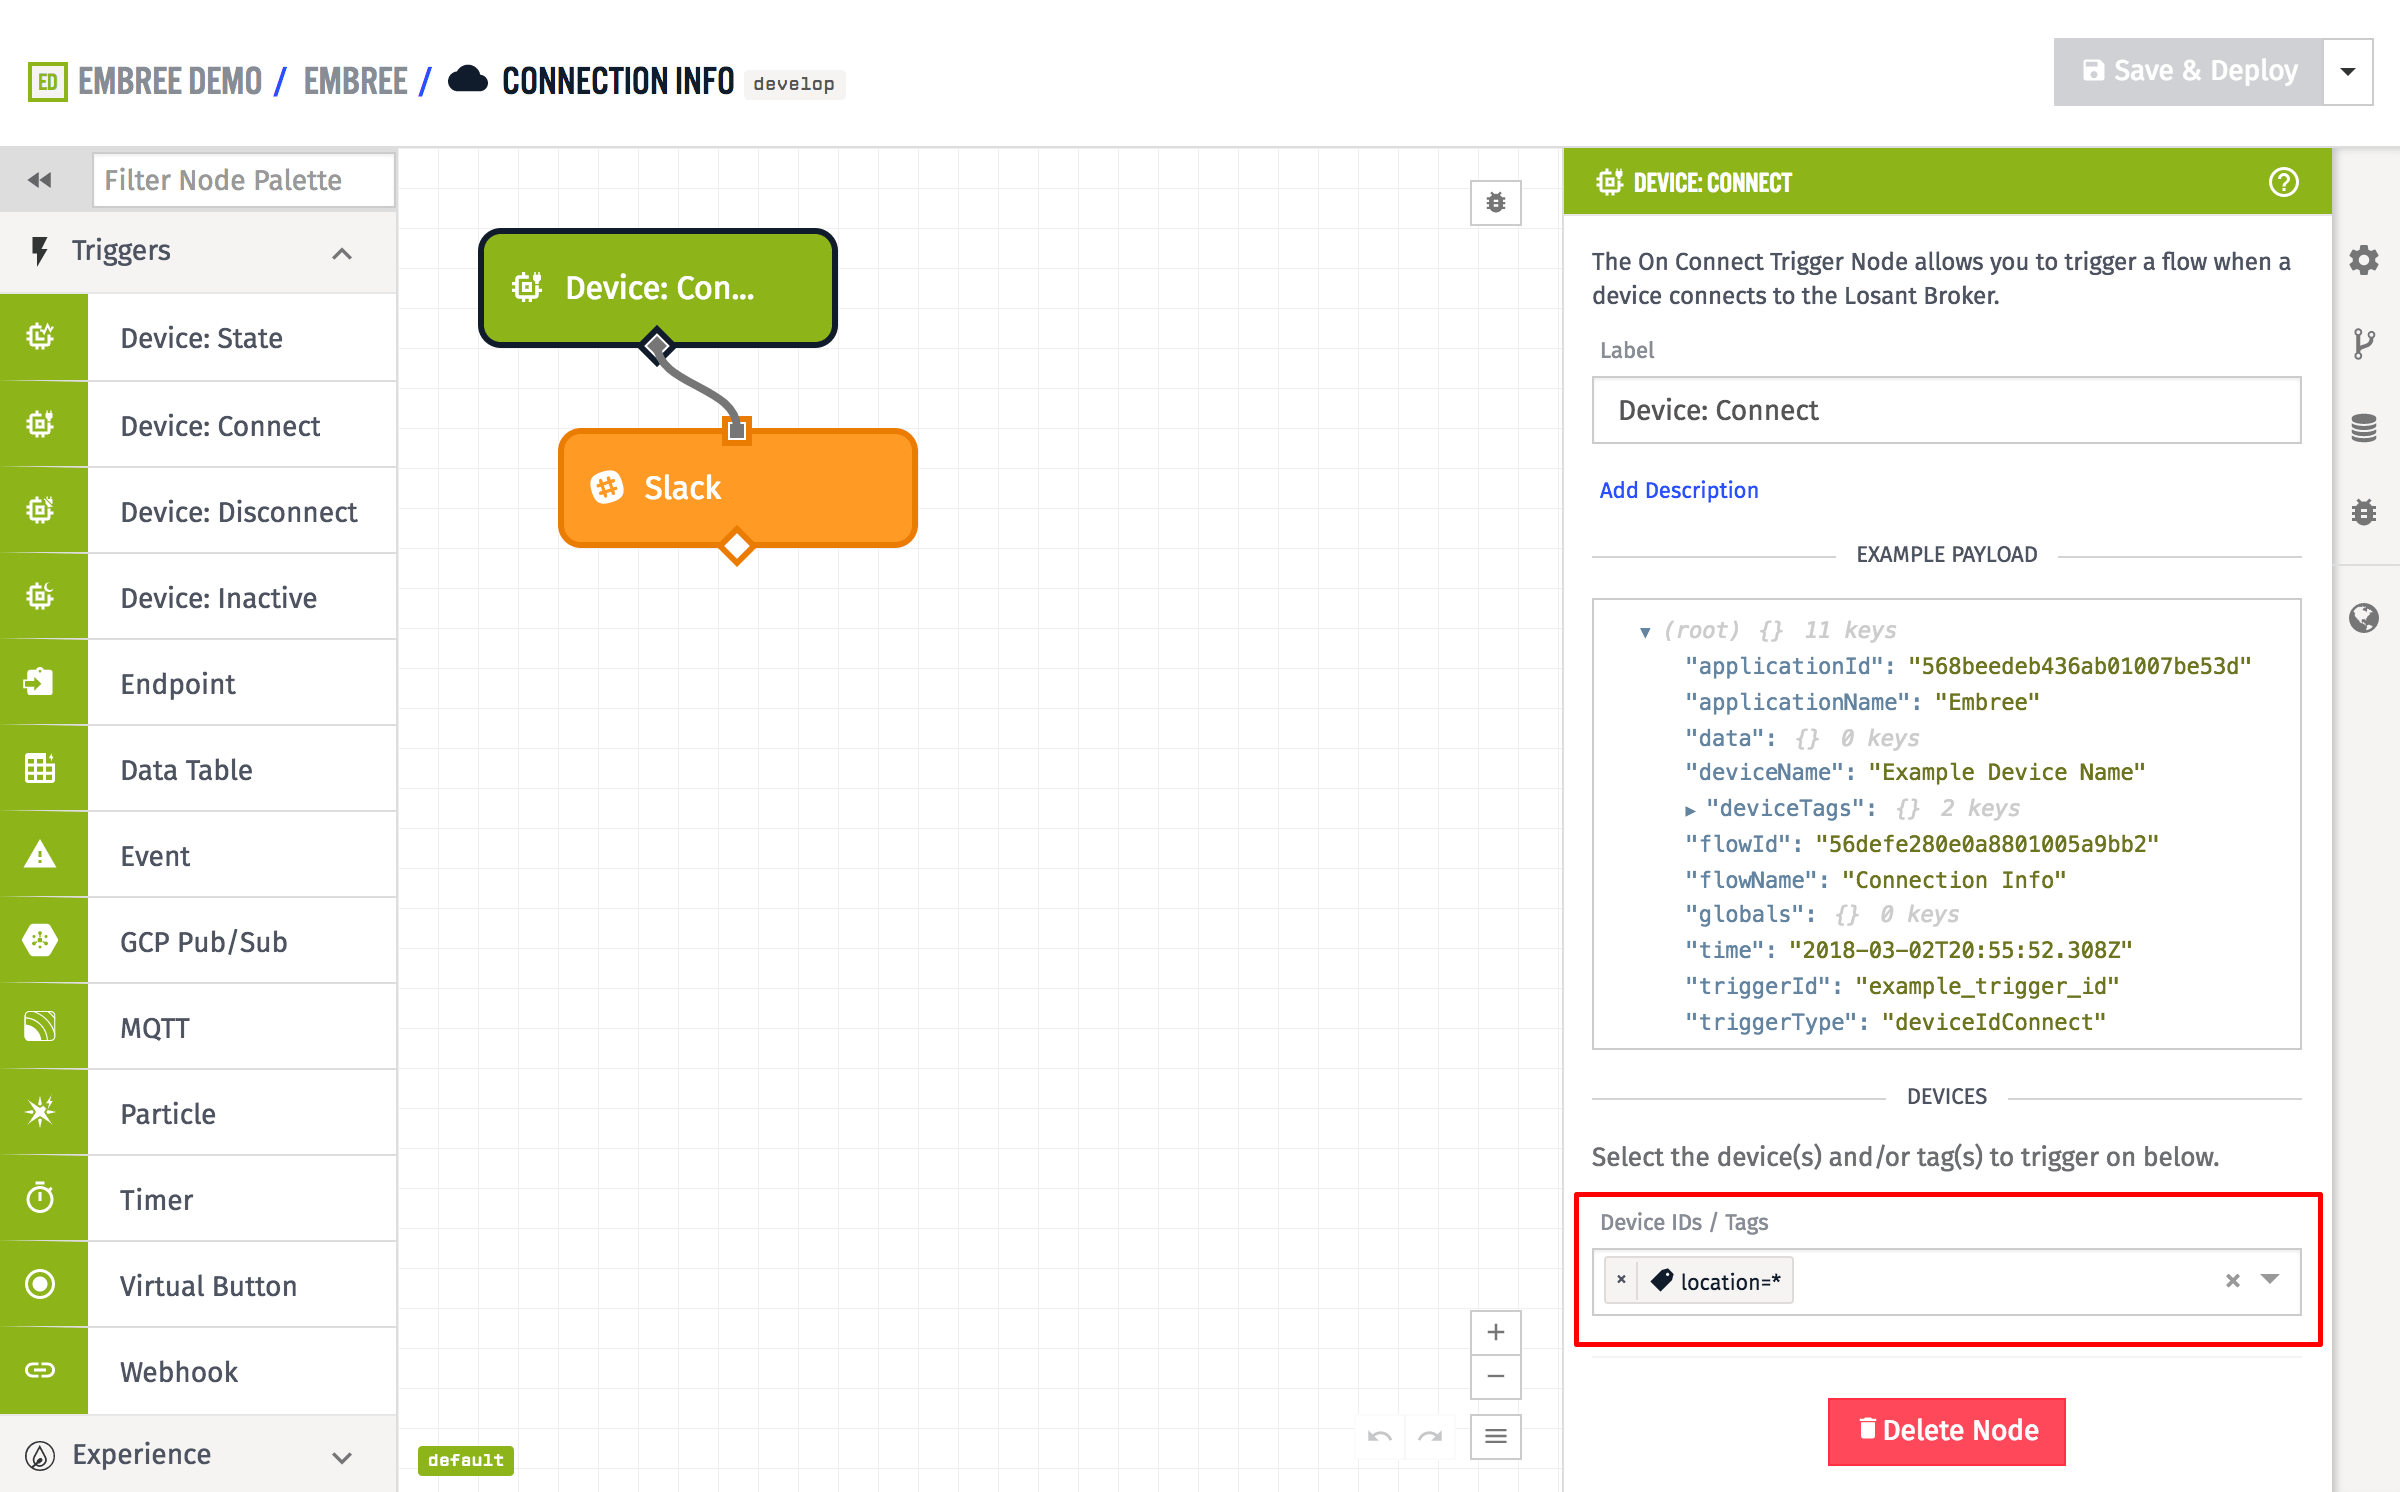 ED EMBREE DEMO / EMBREE / CONNECTION INFO develop
Save & Deploy
Filter Node Palette
Triggers
Device: State
Device: Connect
Device: Disconnect
Device: Inactive
Endpoint
Data Table
Event
GCP Pub/Sub
MQTT
Particle
Timer
Virtual Button
Webhook
Experience
Device: Con...
Slack
default
DEVICE: CONNECT
The On Connect Trigger Node allows you to trigger a flow when a
device connects to the Losant Broker.
Label
Device: Connect
Add Description
EXAMPLE PAYLOAD
(root) {} 11 keys
"applicationId": "568beedeb436ab01007be53d"
"applicationName": "Embree"
"data": {} 0 keys
"deviceName": "Example Device Name"
"deviceTags": {} 2 keys
"flowId": "56defe280e0a8801005a9bb2"
"flowName": "Connection Info"
"globals": {} 0 keys
"time": "2018-03-02T20:55:52.308Z"
"triggerId": "example_trigger_id"
"triggerType": "deviceIdConnect"
DEVICES
Select the device(s) and/or tag(s) to trigger on below.
Device IDs / Tags
× location=*
Delete Node